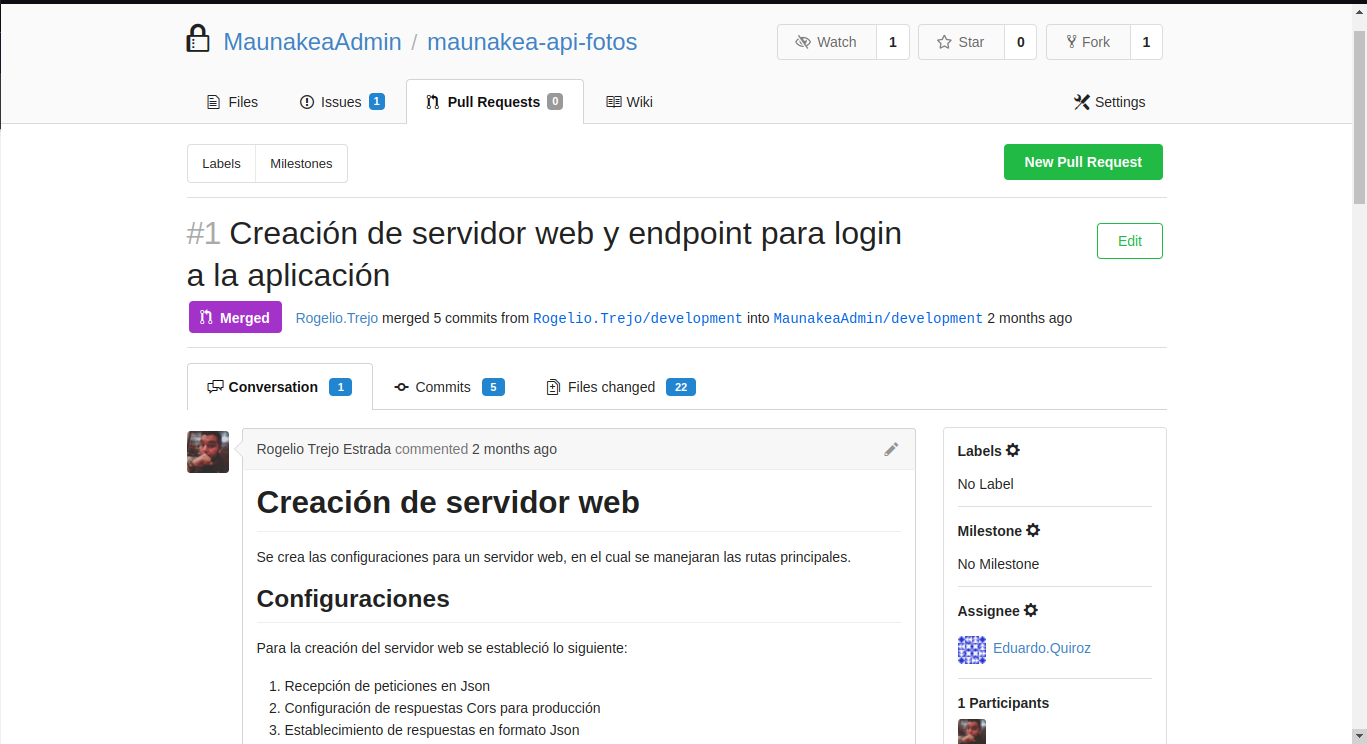 MaunakeaAdmin / maunakea-api-fotos
Watch 1 Star 0 Fork 1
Files Issues 1 Pull Requests 0 Wiki Settings
Labels Milestones New Pull Request
#1 Creación de servidor web y endpoint para login
a la aplicación
Edit
Merged Rogelio.Trejo merged 5 commits from Rogelio.Trejo/development into MaunakeaAdmin/development 2 months ago
Conversation 1 Commits 5 Files changed 22
Rogelio Trejo Estrada commented 2 months ago
Creación de servidor web
Se crea las configuraciones para un servidor web, en el cual se manejaran las rutas principales.
Configuraciones
Para la creación del servidor web se estableció lo siguiente:
1. Recepción de peticiones en Json
2. Configuración de respuestas Cors para producción
3. Establecimiento de respuestas en formato Json
Labels
No Label
Milestone
No Milestone
Assignee
Eduardo.Quiroz
1 Participants